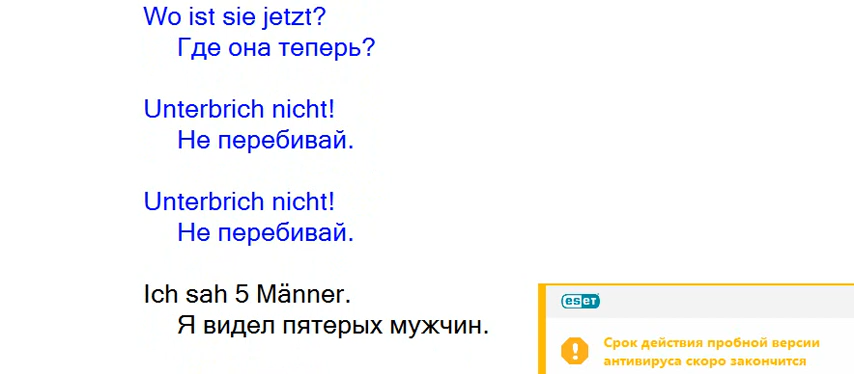 Wo ist sie jetzt?
Где она теперь?
Unterbrich nicht!
Не перебивай.
Unterbrich nicht!
Не перебивай.
Ich sah 5 Männer.
Я видел пятерых мужчин.
eset
Срок действия пробной версии
антивируса скоро закончится